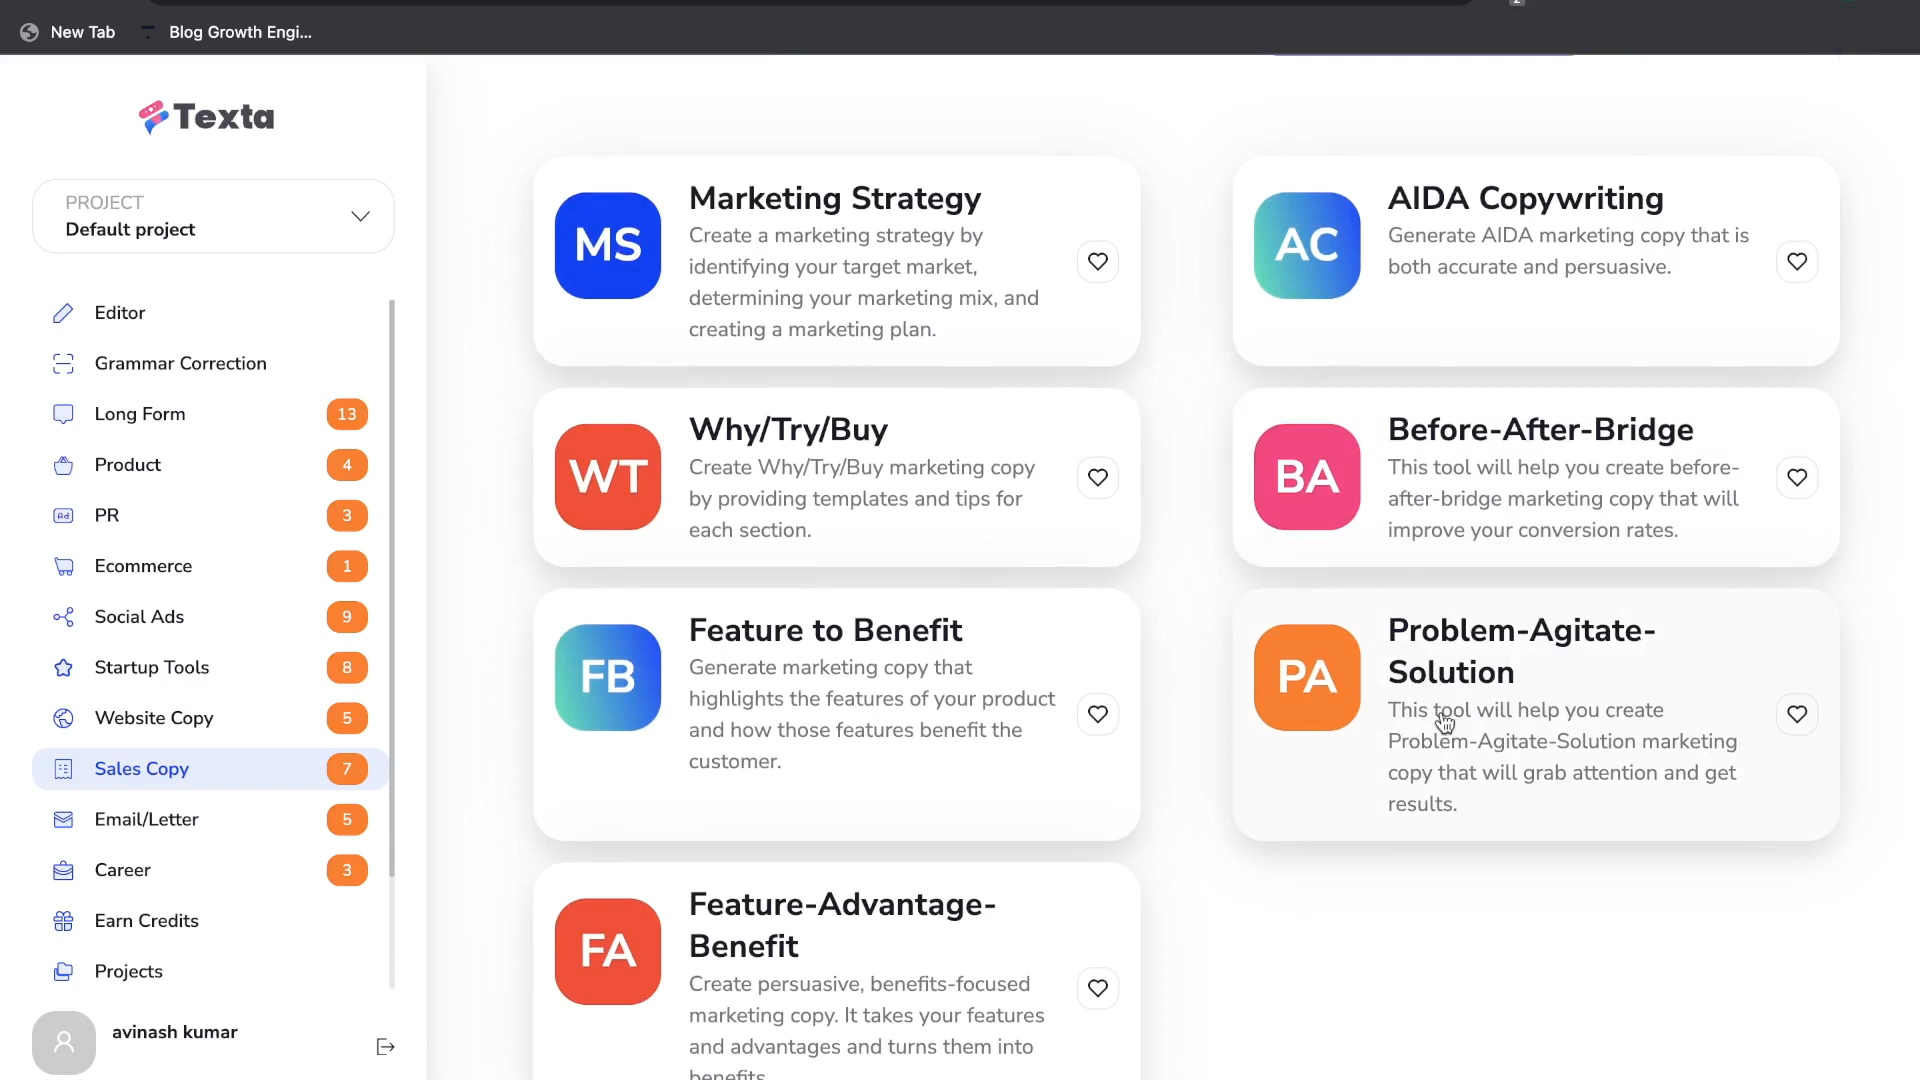 New Tab
Blog Growth Engi...
Texta
PROJECT
Default project
Editor
Grammar Correction
Long Form 13
Product 4
PR 3
Ecommerce 1
Social Ads 9
Startup Tools 8
Website Copy 5
Sales Copy 7
Email/Letter 5
Career 3
Earn Credits
Projects
avinash kumar
MS
Marketing Strategy
Create a marketing strategy by
identifying your target market,
determining your marketing mix, and
creating a marketing plan.
AC
AIDA Copywriting
Generate AIDA marketing copy that is
both accurate and persuasive.
WT
Why/Try/Buy
Create Why/Try/Buy marketing copy
by providing templates and tips for
each section.
BA
Before-After-Bridge
This tool will help you create before-
after-bridge marketing copy that will
improve your conversion rates.
FB
Feature to Benefit
Generate marketing copy that
highlights the features of your product
and how those features benefit the
customer.
PA
Problem-Agitate-
Solution
This tool will help you create
Problem-Agitate-Solution marketing
copy that will grab attention and get
results.
FA
Feature-Advantage-
Benefit
Create persuasive, benefits-focused
marketing copy. It takes your features
and advantages and turns them into
benefits